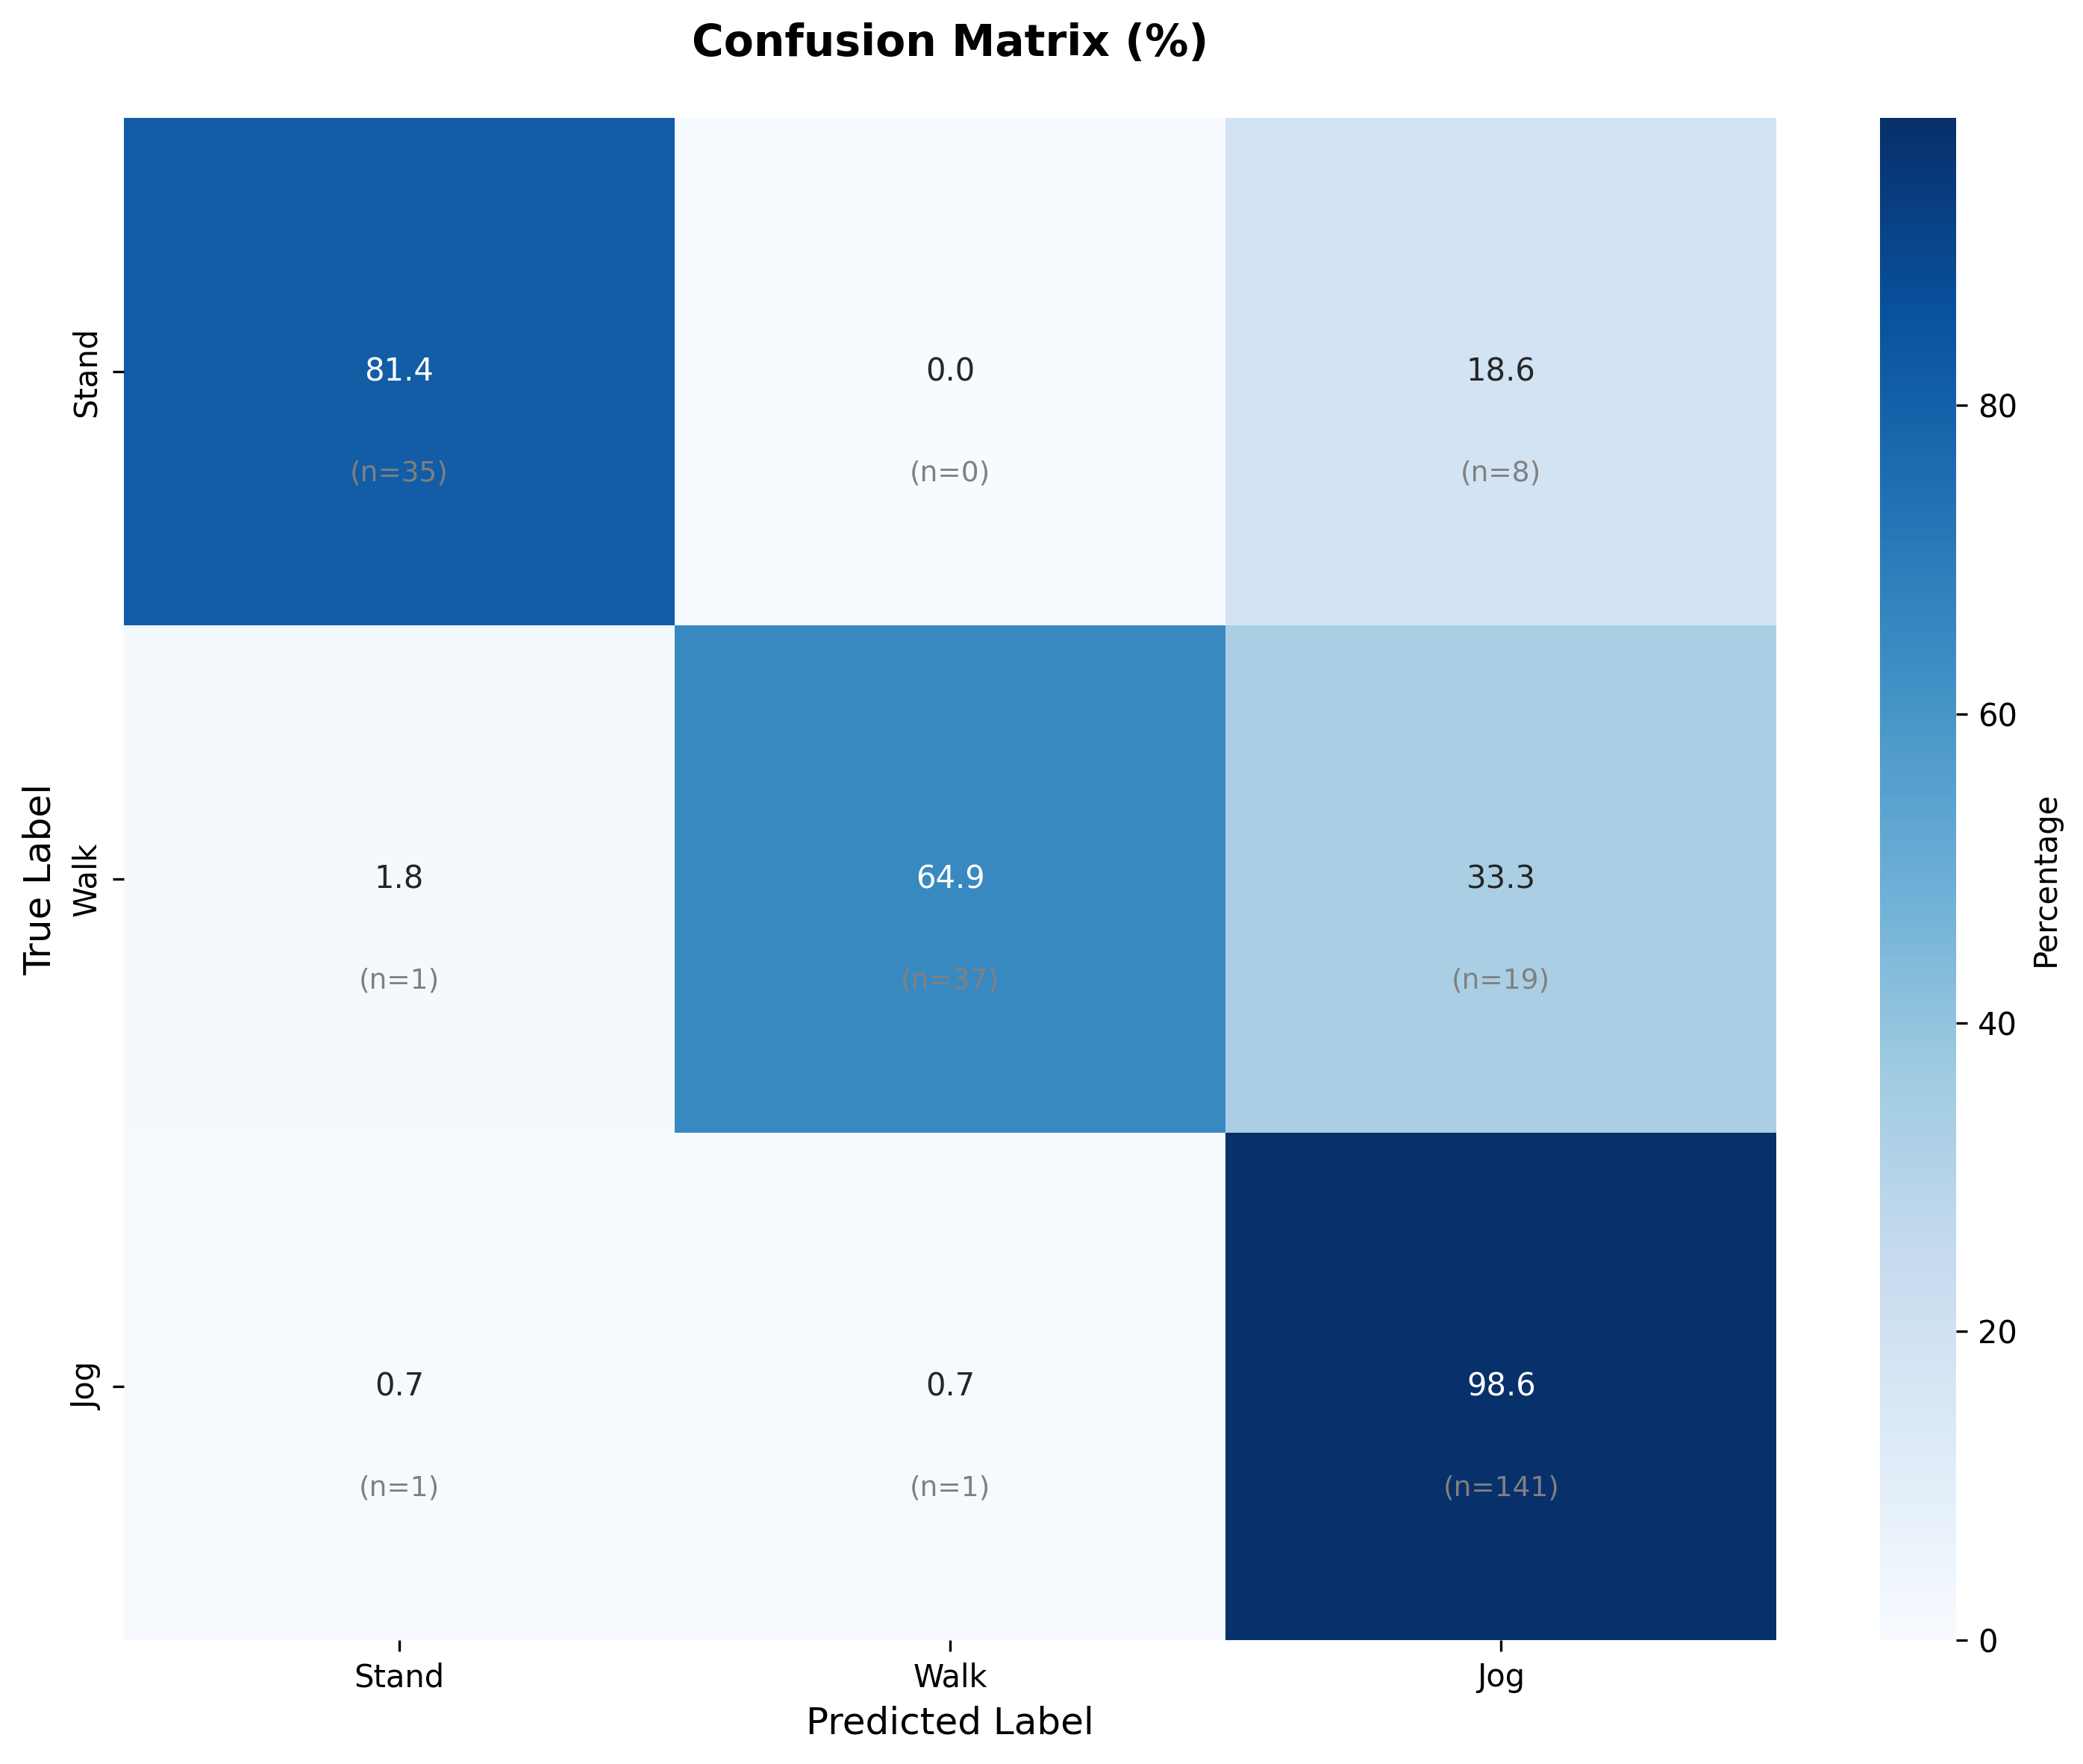 Confusion Matrix (%)
True Label
Stand
81.4
0.0
18.6
(n=35)
(n=0)
(n=8)
Walk
1.8
64.9
33.3
(n=1)
(n=37)
(n=19)
Jog
0.7
0.7
98.6
(n=1)
(n=1)
(n=141)
Stand
Walk
Jog
Predicted Label
80
60
40
20
0
Percentage